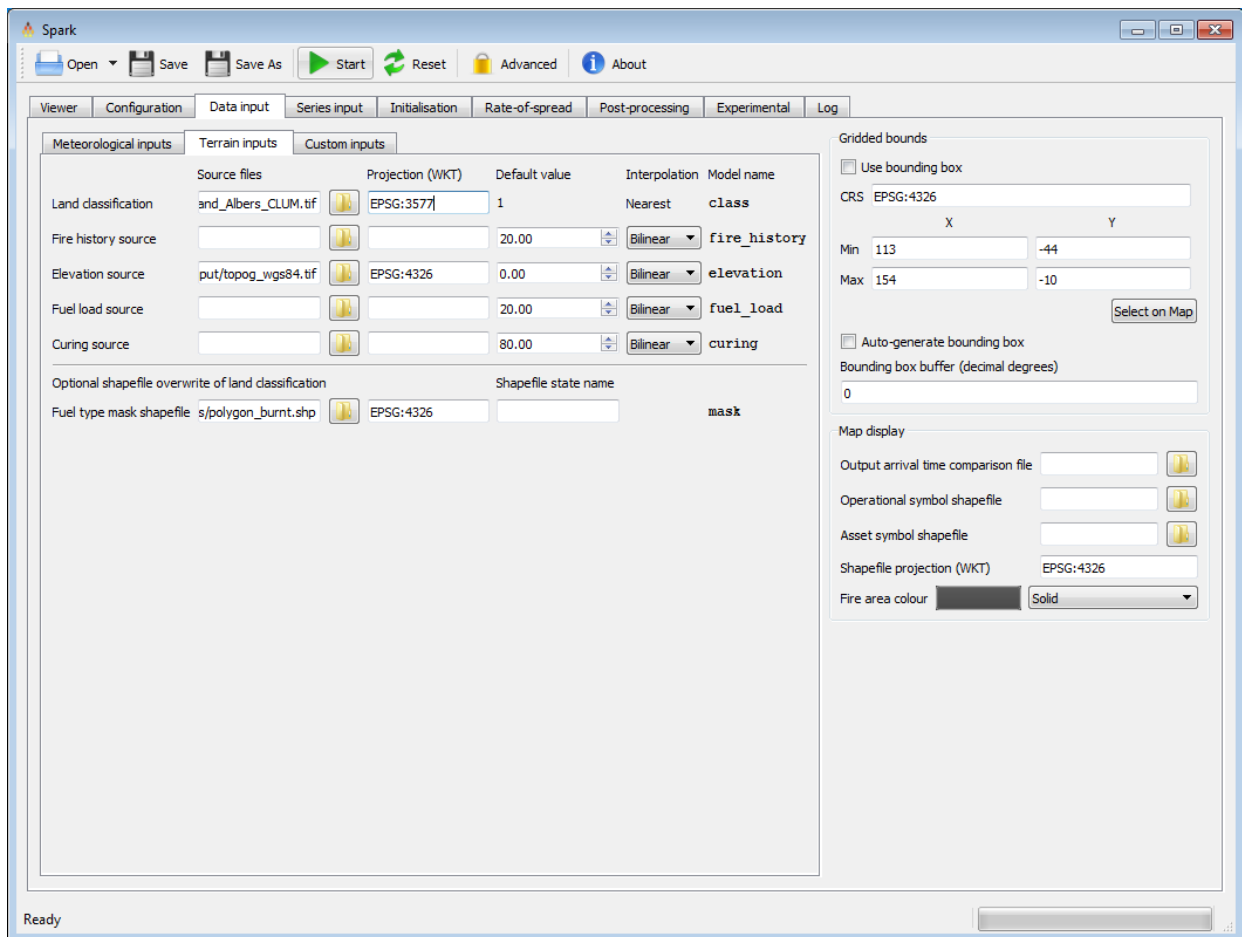 Spark
Open Save Save As Start Reset Advanced About
Viewer Configuration Data input Series input Initialisation Rate-of-spread Post-processing Experimental Log
Meteorological inputs Terrain inputs Custom inputs
Source files Projection (WKT) Default value Interpolation Model name
Land classification and_Albers_CLUM.tif EPSG:3577 1 Nearest class
Fire history source 20.00 Bilinear fire_history
Elevation source put/topog_wgs84.tif EPSG:4326 0.00 Bilinear elevation
Fuel load source 20.00 Bilinear fuel_load
Curing source 80.00 Bilinear curing
Optional shapefile overwrite of land classification Shapefile state name
Fuel type mask shapefile s/polygon_burnt.shp EPSG:4326 mask
Gridded bounds
Use bounding box
CRS EPSG:4326
X Y
Min 113 -44
Max 154 -10
Select on Map
Auto-generate bounding box
Bounding box buffer (decimal degrees)
0
Map display
Output arrival time comparison file
Operational symbol shapefile
Asset symbol shapefile
Shapefile projection (WKT) EPSG:4326
Fire area colour Solid
Ready